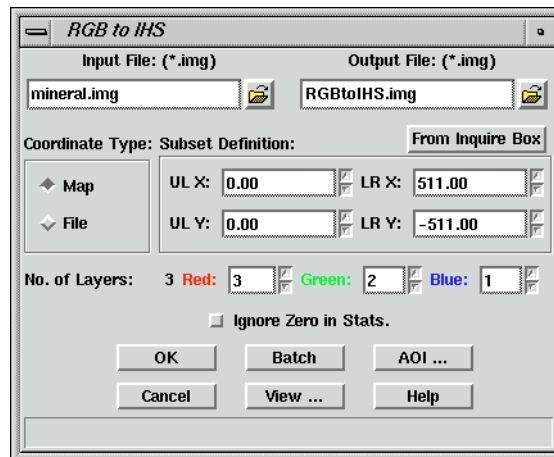 RGB to IHS
Input File: (*.img) Output File: (*.img)
mineral.img RGBtoIHS.img
Coordinate Type: Subset Definition: From Inquire Box
Map UL X: 0.00 LR X: 511.00
File UL Y: 0.00 LR Y: -511.00
No. of Layers: 3 Red: 3 Green: 2 Blue: 1
Ignore Zero in Stats.
OK Batch AOI ...
Cancel View ... Help